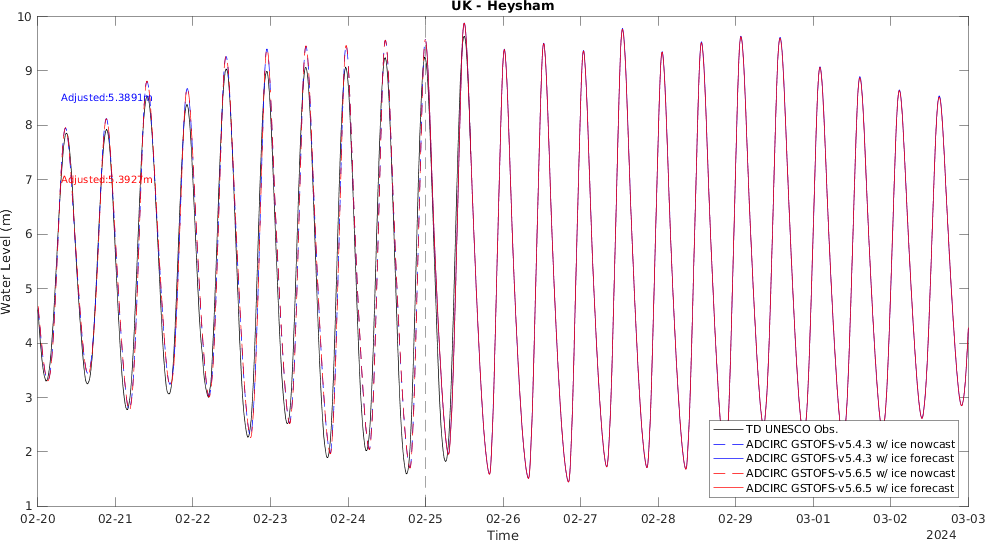 UK - Heysham
10
9
8
7
6
5
4
3
2
1
Water Level (m)
Adjusted:5.3891m
Adjusted:5.3927m
TD UNESCO Obs.
ADCIRC GSTOFS-v5.4.3 w/ ice nowcast
ADCIRC GSTOFS-v5.4.3 w/ ice forecast
ADCIRC GSTOFS-v5.6.5 w/ ice nowcast
ADCIRC GSTOFS-v5.6.5 w/ ice forecast
02-20 02-21 02-22 02-23 02-24 02-25 02-26 02-27 02-28 02-29 03-01 03-02 03-03
Time
2024